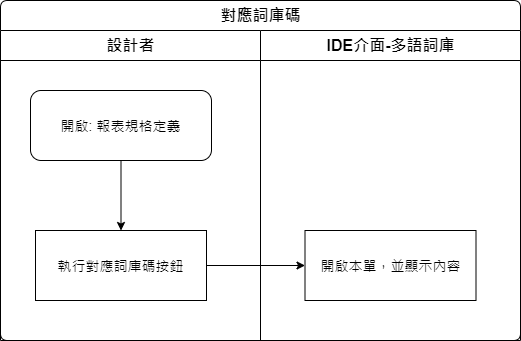 對應詞庫碼
設計者
IDE介面-多語詞庫
開啟: 報表規格定義
執行對應詞庫碼按鈕
開啟本單，並顯示內容